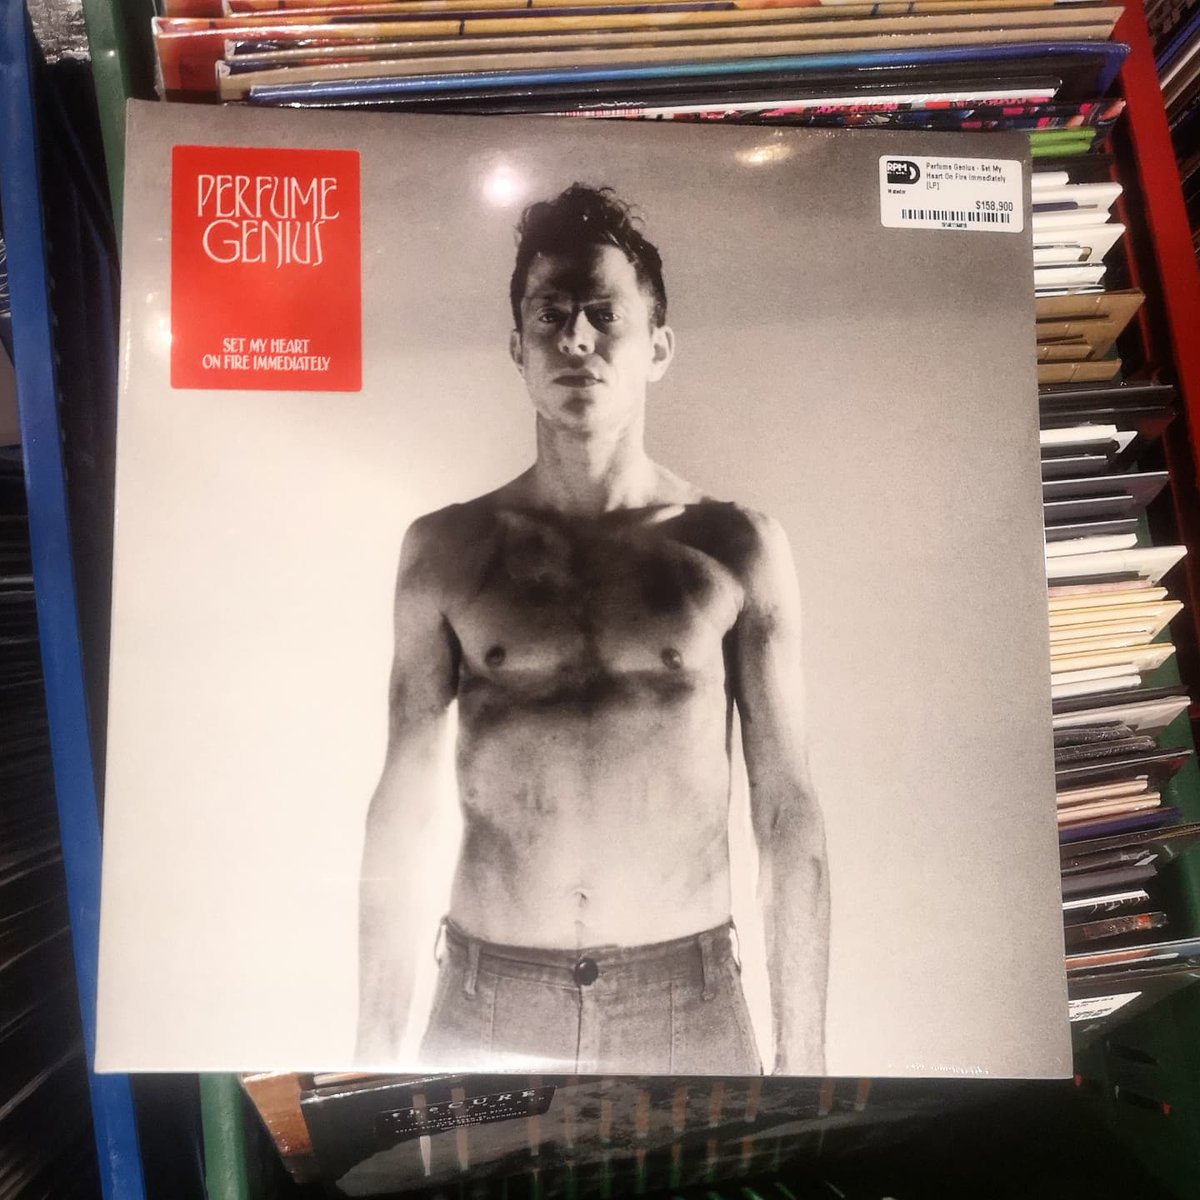 PERFUME
GENIUS
SET MY HEART
ON FIRE IMMEDIATELY
RPM
Perfume Genius - Set My
Heart On Fire Immediately
[LP]
Matador
$158,900
the CURE